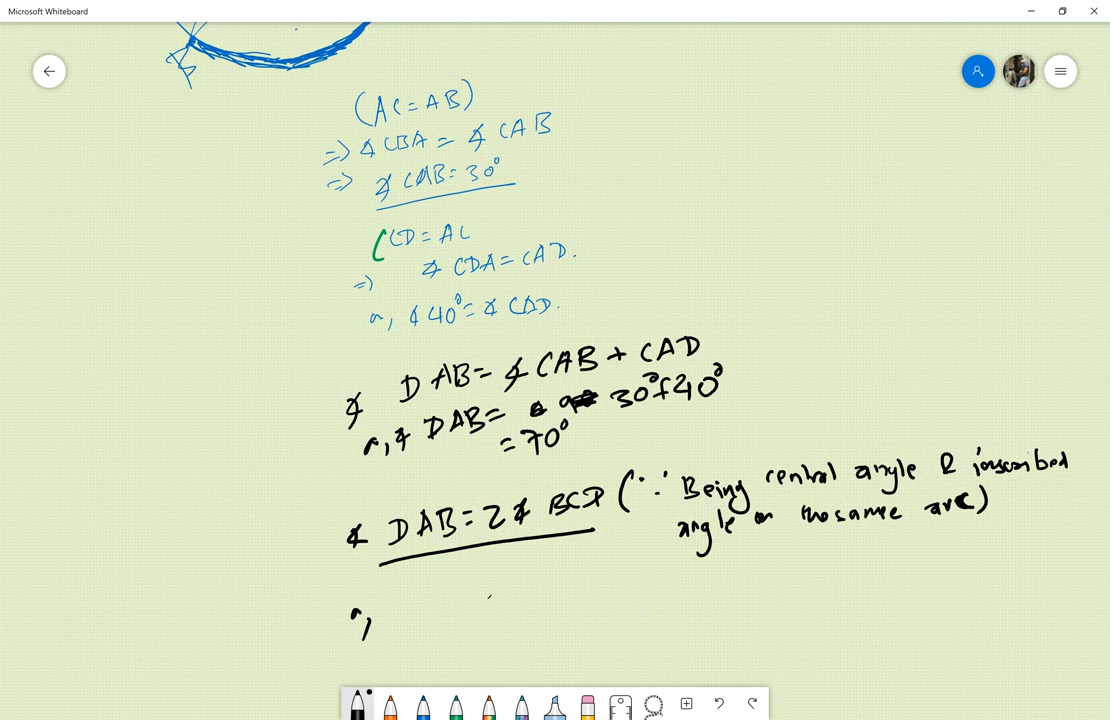 Microsoft Whiteboard
(AC = AB)
=> ∡ CBA = ∡ CAB
=> ∡ CAB = 30°
(CD = AC
=> ∡ CDA = CAD.
or, ∡ 40° = ∡ CAD.
∡ DAB = ∡ CAB + CAD
or, ∡ DAB = 30° + 40°
= 70°
∡ DAB = 2 ∡ BCD (∵ Being central angle & inscribed
angle on the same arc)
or,